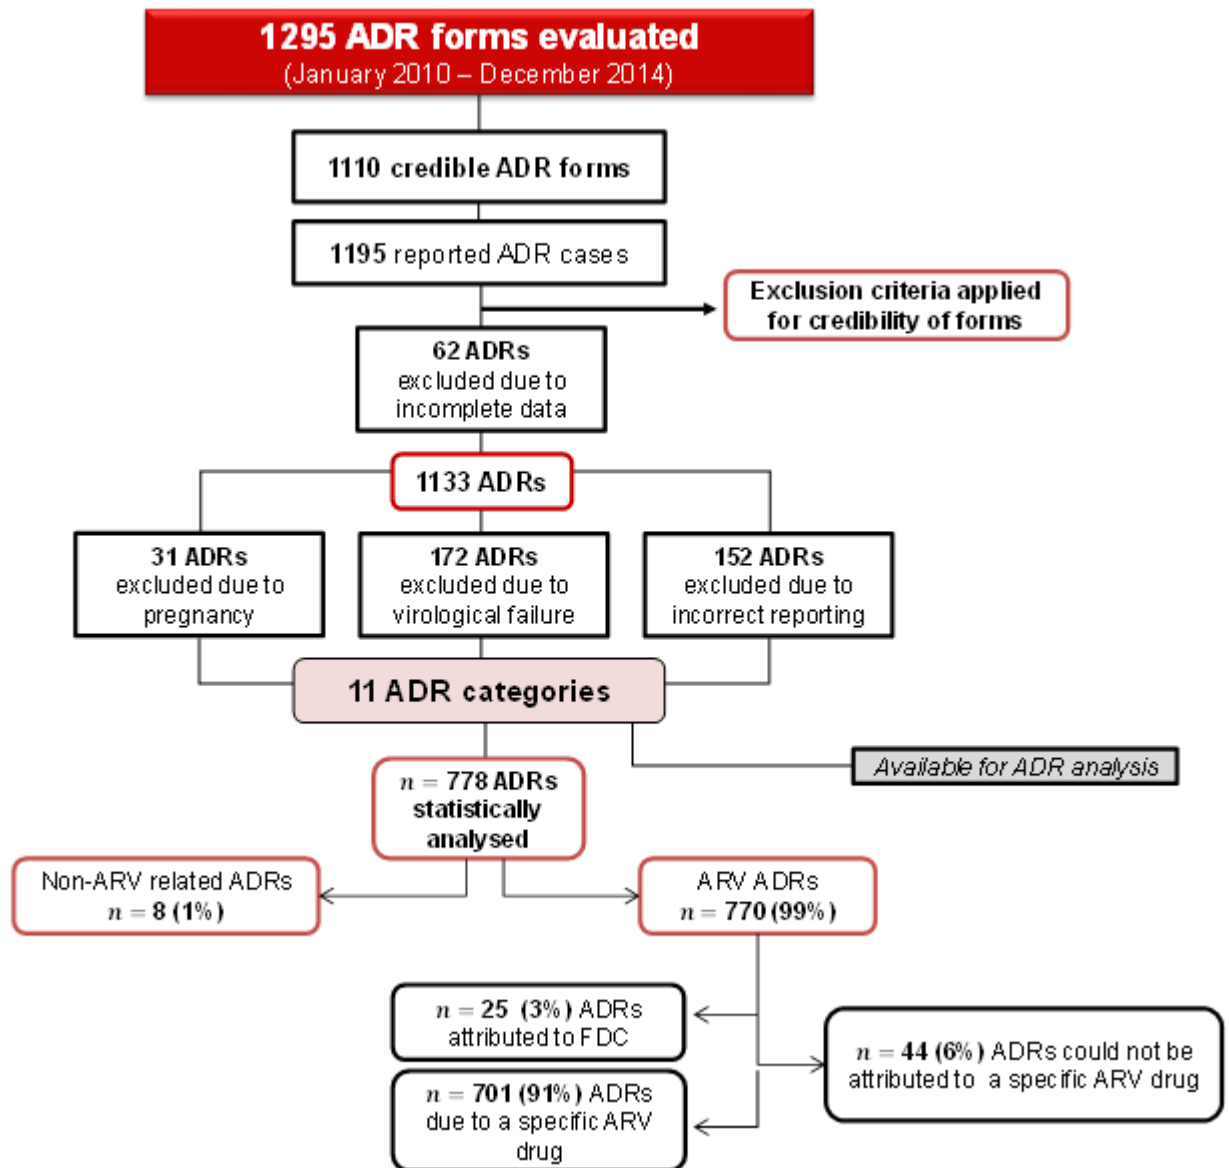 1295 ADR forms evaluated
(January 2010 – December 2014)
1110 credible ADR forms
1195 reported ADR cases
Exclusion criteria applied
for credibility of forms
62 ADRs
excluded due to
incomplete data
1133 ADRs
31 ADRs
excluded due to
pregnancy
172 ADRs
excluded due to
virological failure
152 ADRs
excluded due to
incorrect reporting
11 ADR categories
Available for ADR analysis
n = 778 ADRs
statistically
analysed
Non-ARV related ADRs
n = 8 (1%)
ARV ADRs
n = 770 (99%)
n = 25 (3%) ADRs
attributed to FDC
n = 44 (6%) ADRs could not be
attributed to a specific ARV drug
n = 701 (91%) ADRs
due to a specific ARV
drug